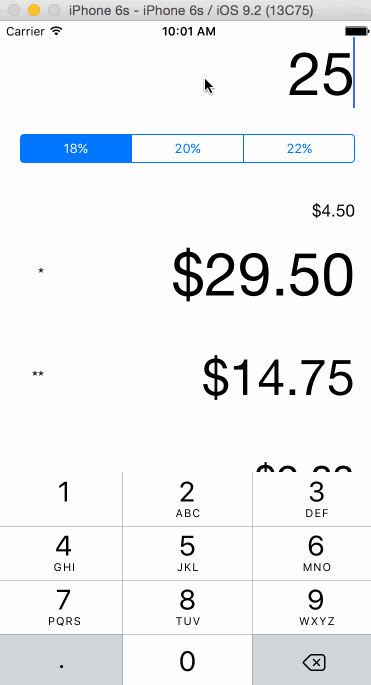 iPhone 6s - iPhone 6s / iOS 9.2 (13C75)
Carrier 10:01 AM
25
18% 20% 22%
$4.50
* $29.50
** $14.75
1 2 3
ABC DEF
4 5 6
GHI JKL MNO
7 8 9
PQRS TUV WXYZ
. 0